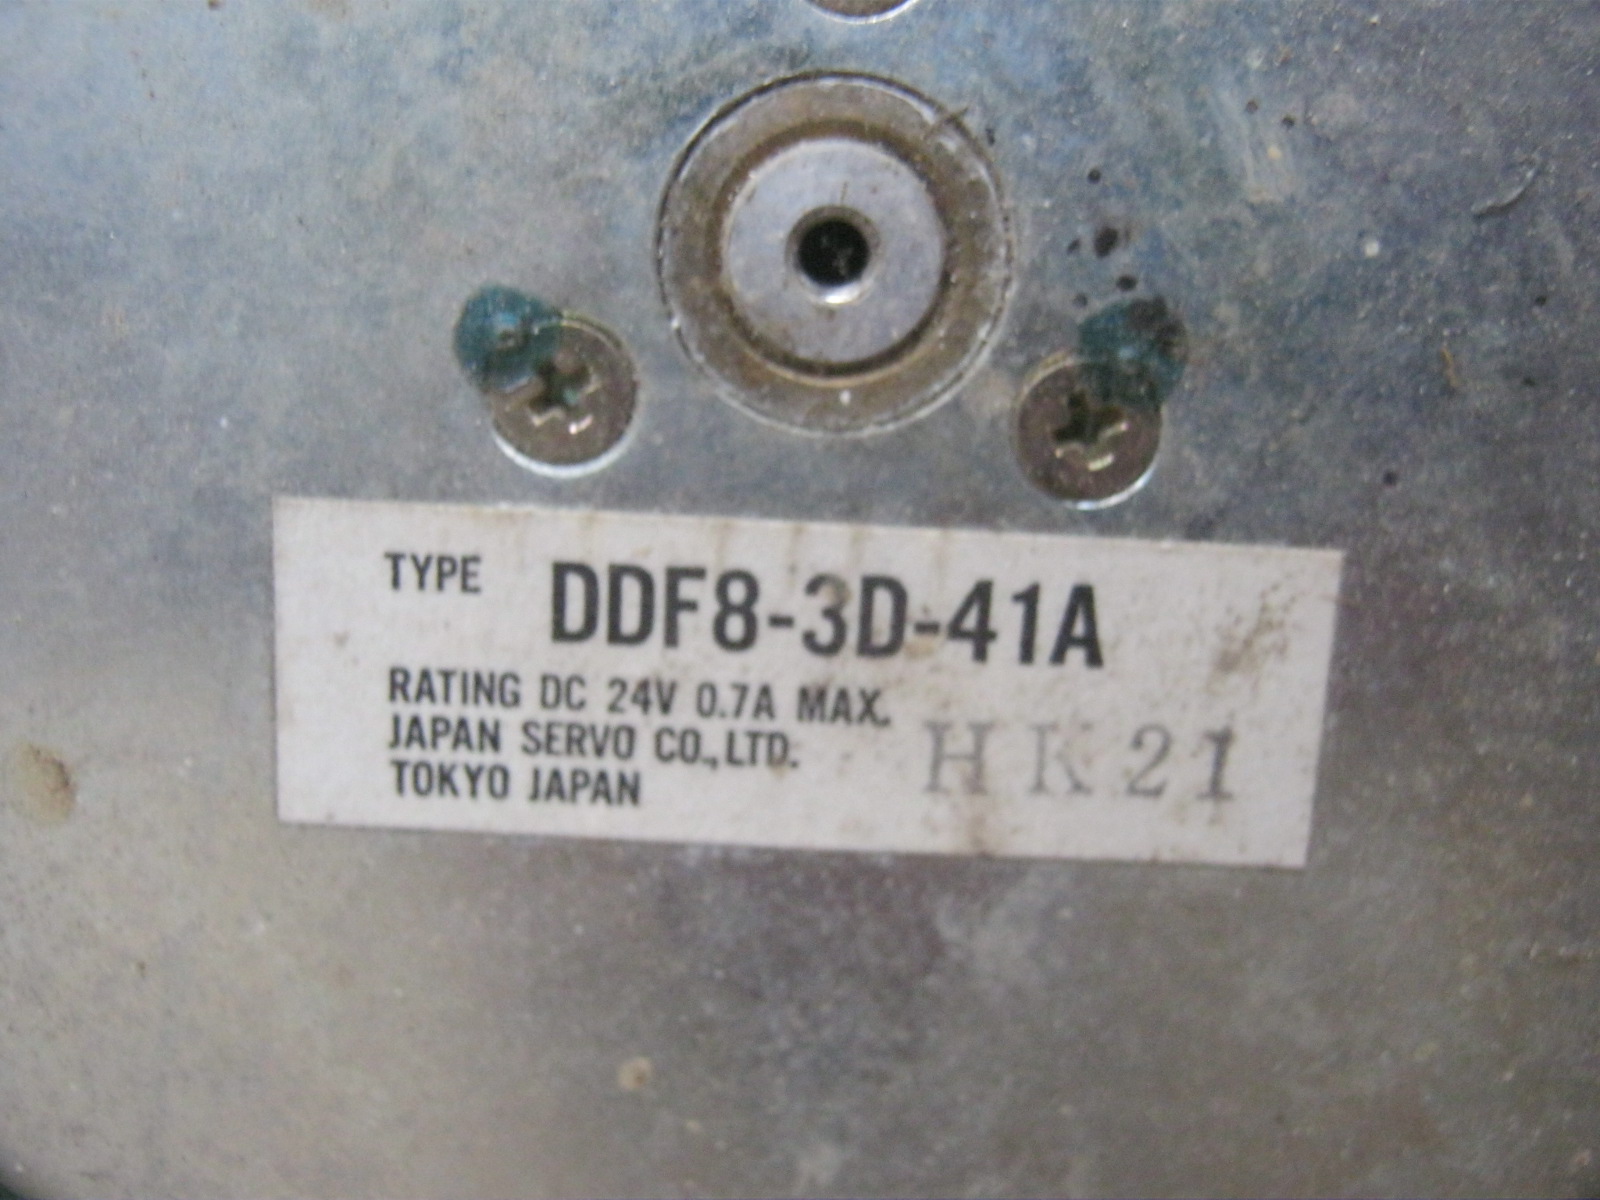 TYPE DDF8-3D-41A
RATING DC 24V 0.7A MAX.
JAPAN SERVO CO.,LTD.
TOKYO JAPAN
HK21